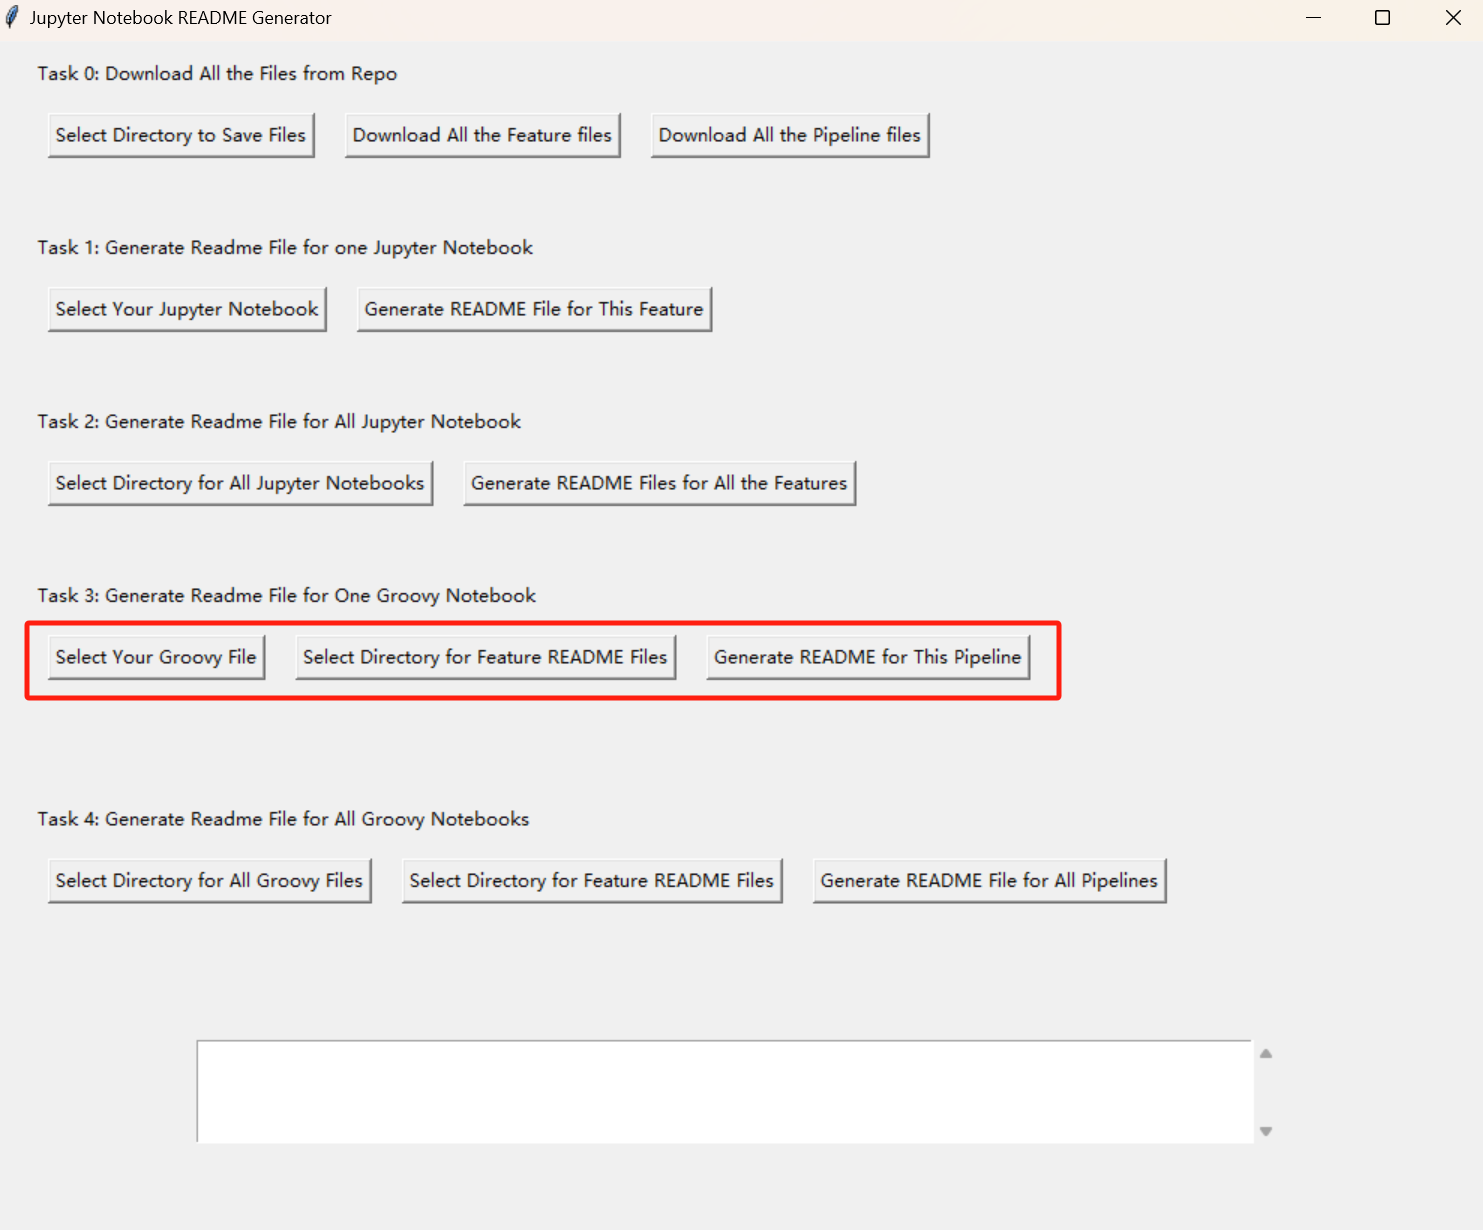 Jupyter Notebook README Generator
Task 0: Download All the Files from Repo
Select Directory to Save Files Download All the Feature files Download All the Pipeline files
Task 1: Generate Readme File for one Jupyter Notebook
Select Your Jupyter Notebook Generate README File for This Feature
Task 2: Generate Readme File for All Jupyter Notebook
Select Directory for All Jupyter Notebooks Generate README Files for All the Features
Task 3: Generate Readme File for One Groovy Notebook
Select Your Groovy File Select Directory for Feature README Files Generate README for This Pipeline
Task 4: Generate Readme File for All Groovy Notebooks
Select Directory for All Groovy Files Select Directory for Feature README Files Generate README File for All Pipelines